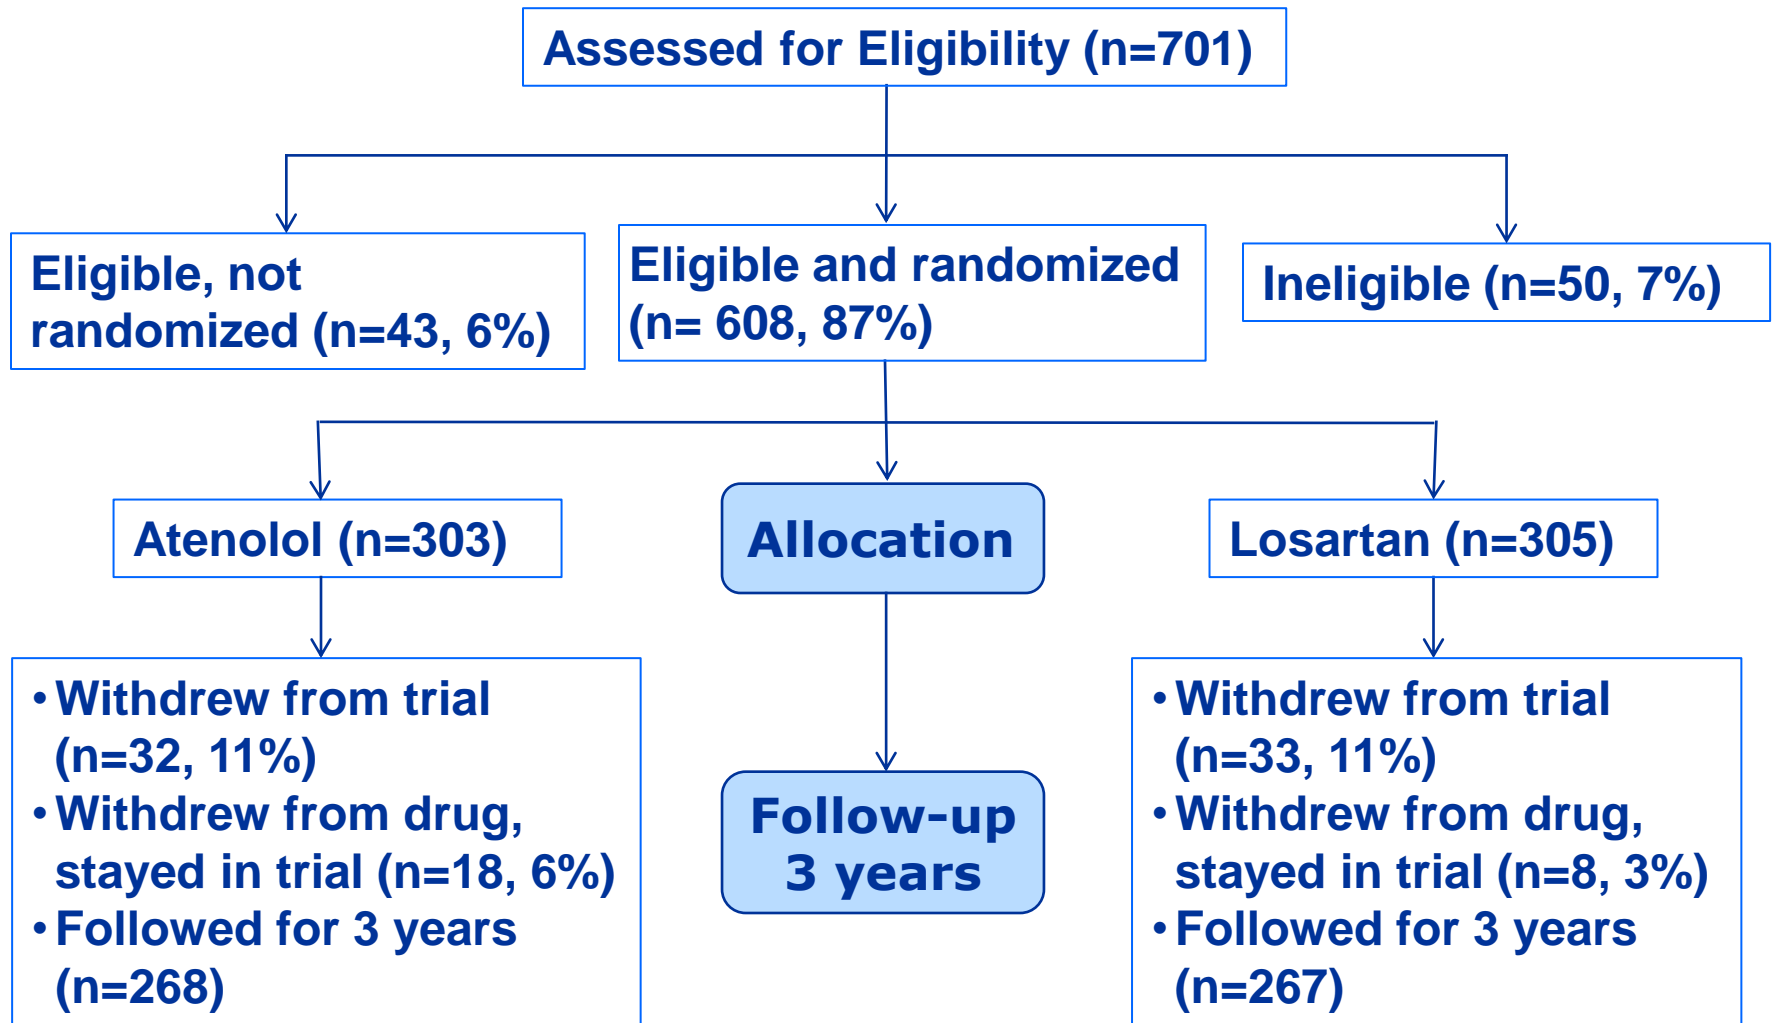 Assessed for Eligibility (n=701)
Eligible, not
randomized (n=43, 6%)
Eligible and randomized
(n= 608, 87%)
Ineligible (n=50, 7%)
Atenolol (n=303)
Allocation
Losartan (n=305)
•Withdrew from trial
(n=32, 11%)
•Withdrew from drug,
stayed in trial (n=18, 6%)
•Followed for 3 years
(n=268)
Follow-up
3 years
•Withdrew from trial
(n=33, 11%)
•Withdrew from drug,
stayed in trial (n=8, 3%)
•Followed for 3 years
(n=267)